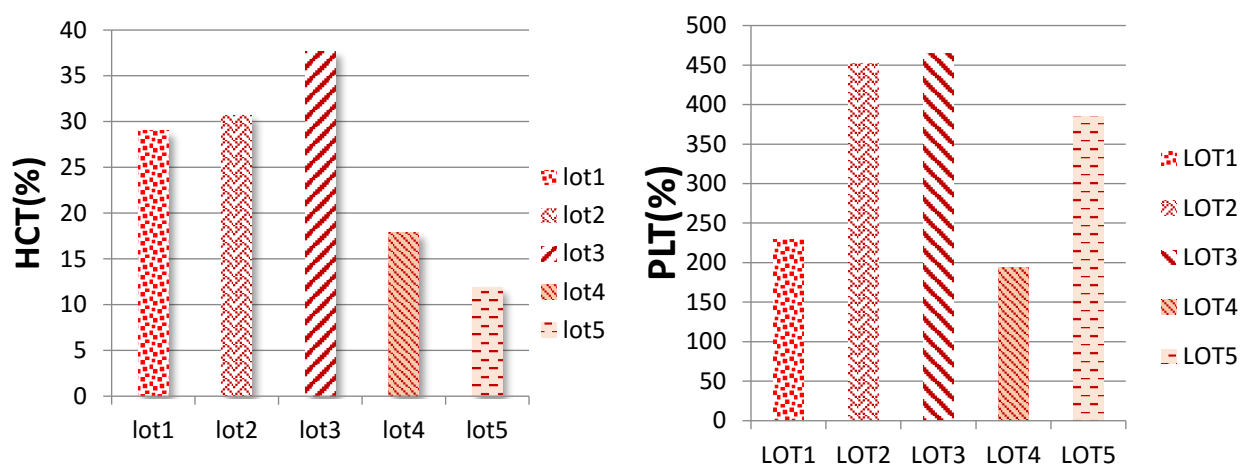 HCT(%)
40
35
30
25
20
15
10
5
0
lot1 lot2 lot3 lot4 lot5
lot1
lot2
lot3
lot4
lot5
PLT(%)
500
450
400
350
300
250
200
150
100
50
0
LOT1 LOT2 LOT3 LOT4 LOT5
LOT1
LOT2
LOT3
LOT4
LOT5